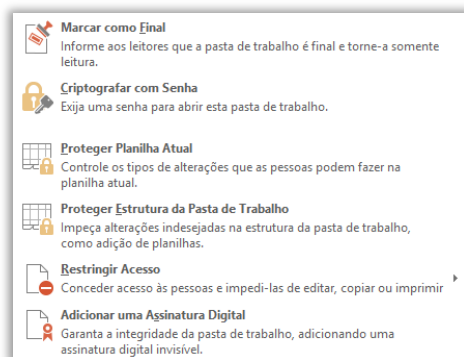 Marcar como Final
Informe aos leitores que a pasta de trabalho é final e torne-a somente
leitura.
Criptografar com Senha
Exija uma senha para abrir esta pasta de trabalho.
Proteger Planilha Atual
Controle os tipos de alterações que as pessoas podem fazer na
planilha atual.
Proteger Estrutura da Pasta de Trabalho
Impeça alterações indesejadas na estrutura da pasta de trabalho,
como adição de planilhas.
Restringir Acesso
Conceder acesso às pessoas e impedi-las de editar, copiar ou imprimir
Adicionar uma Assinatura Digital
Garanta a integridade da pasta de trabalho, adicionando uma
assinatura digital invisível.